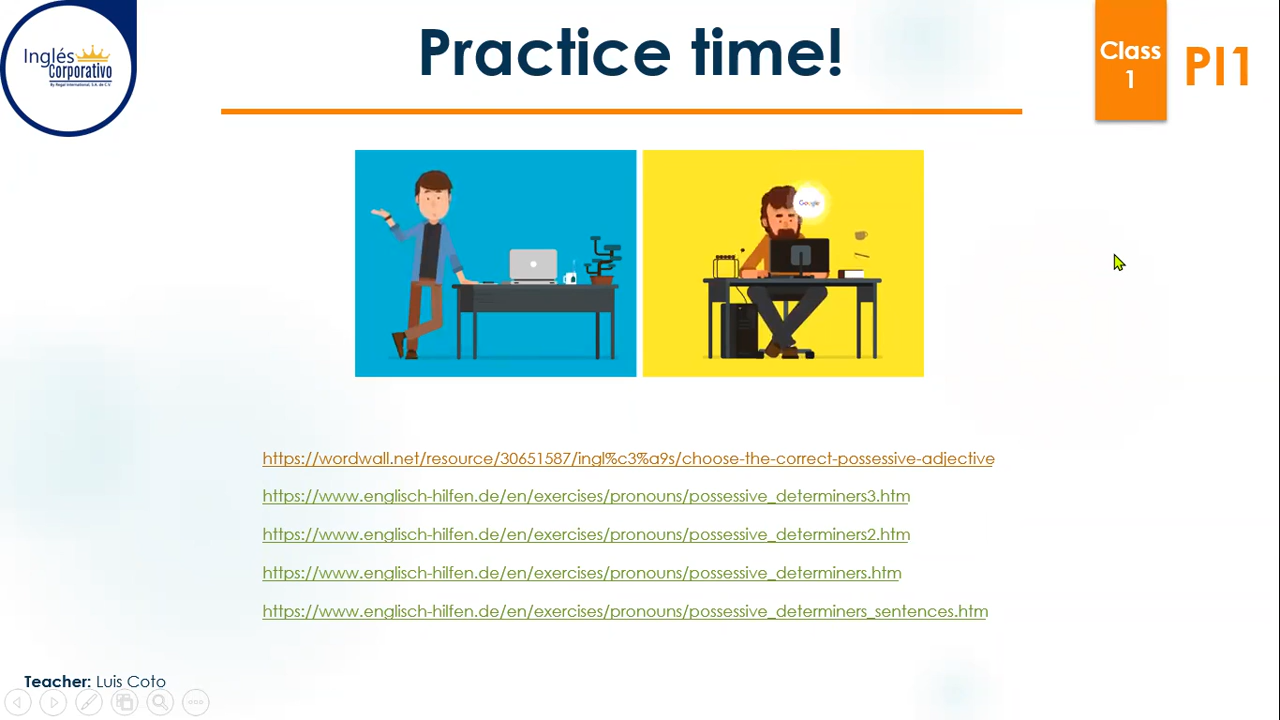 Inglés
Corporativo
By Regal International, S.A. de C.V.
Practice time!
Class
1
PI1
Google
https://wordwall.net/resource/30651587/ingl%c3%a9s/choose-the-correct-possessive-adjective
https://www.englisch-hilfen.de/en/exercises/pronouns/possessive_determiners3.htm
https://www.englisch-hilfen.de/en/exercises/pronouns/possessive_determiners2.htm
https://www.englisch-hilfen.de/en/exercises/pronouns/possessive_determiners.htm
https://www.englisch-hilfen.de/en/exercises/pronouns/possessive_determiners_sentences.htm
Teacher: Luis Coto